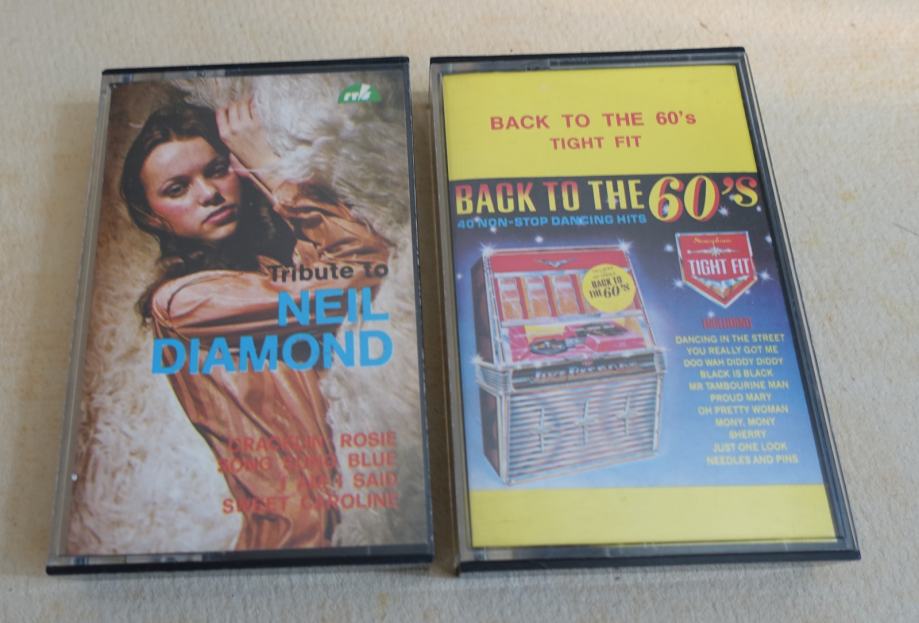 Tribute to
NEIL
DIAMOND
CRACKLIN' ROSIE
SONG SUNG BLUE
I AM I SAID
SWEET CAROLINE
BACK TO THE 60's
TIGHT FIT
BACK TO THE 60'S
40 NON-STOP DANCING HITS
BACK TO
THE 60'S
TIGHT FIT
INCLUDING
DANCING IN THE STREET
YOU REALLY GOT ME
DOO WAH DIDDY DIDDY
BLACK IS BLACK
MR TAMBOURINE MAN
PROUD MARY
OH PRETTY WOMAN
MONY, MONY
SHERRY
JUST ONE LOOK
NEEDLES AND PINS